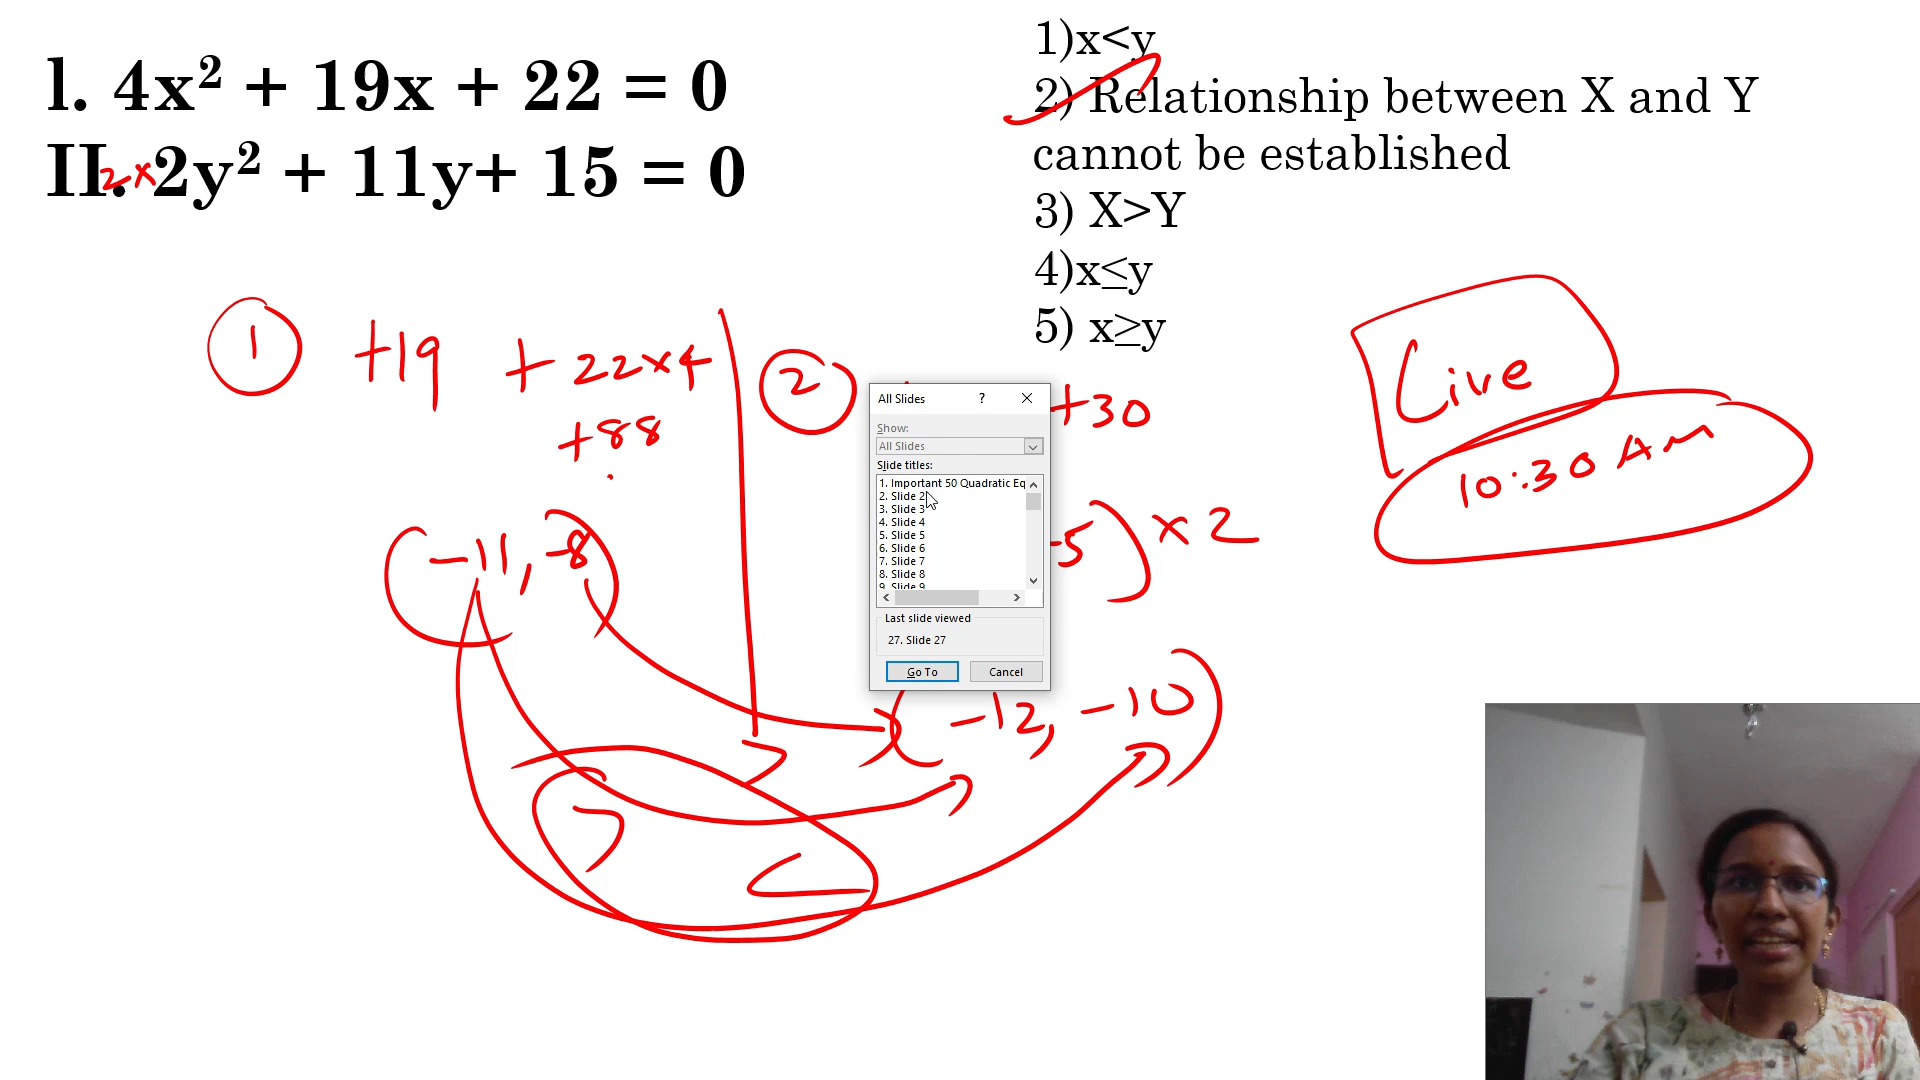 l. 4x² + 19x + 22 = 0
II. 2y² + 11y+ 15 = 0
2×
1)x<y
2) Relationship between X and Y
cannot be established
3) X>Y
4)x≤y
5) x≥y
1
+19
+22×4
+88
-11, -8
2
+30
-5) ×2
(-12, -10)
>
>
<
Live
10:30 AM
All Slides
?
Show:
All Slides
Slide titles:
1. Important 50 Quadratic Eq
2. Slide 2
3. Slide 3
4. Slide 4
5. Slide 5
6. Slide 6
7. Slide 7
8. Slide 8
9. Slide 9
Last slide viewed
27. Slide 27
Go To
Cancel